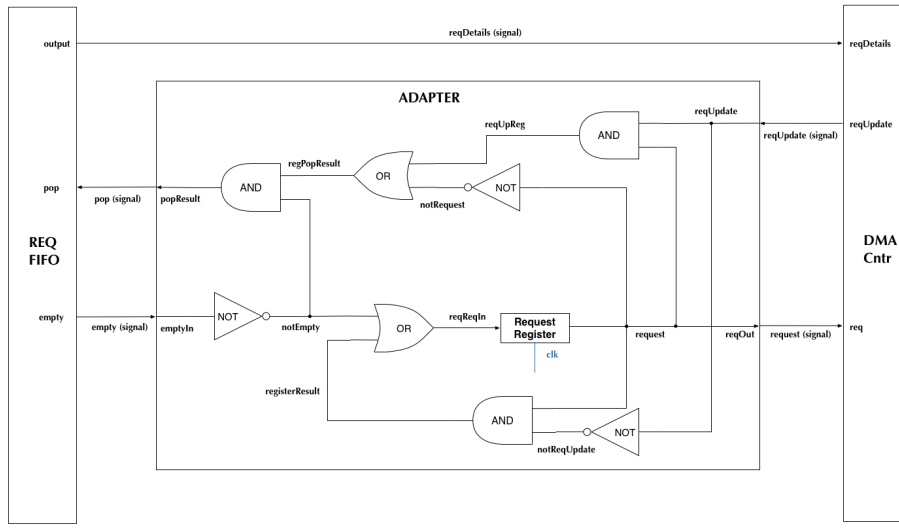 reqDetails (signal)
output
reqDetails
ADAPTER
reqUpdate
reqUpReg
AND
reqUpdate
reqUpdate (signal)
regPopResult
OR
NOT
AND
pop
pop (signal)
popResult
notRequest
REQ
FIFO
DMA
Cntr
empty
empty (signal)
emptyIn
NOT
notEmpty
OR
reqReqIn
Request
Register
clk
request
reqOut
request (signal)
req
registerResult
AND
NOT
notReqUpdate